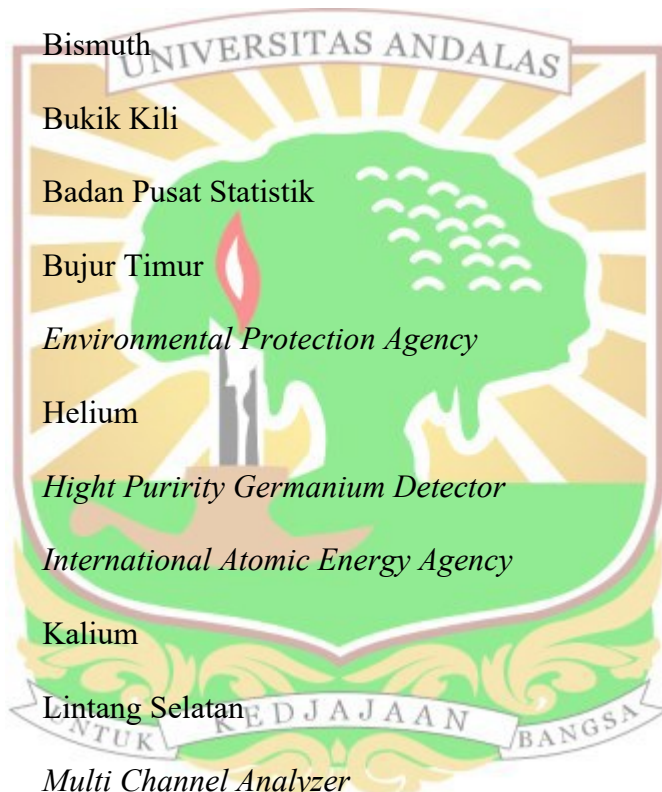 Bismuth
UNIVERSITAS ANDALAS
Bukik Kili
Badan Pusat Statistik
Bujur Timur
Environmental Protection Agency
Helium
Hight Puririty Germanium Detector
International Atomic Energy Agency
Kalium
Lintang Selatan
UNTUK KEDJAJAAN BANGSA
Multi Channel Analyzer